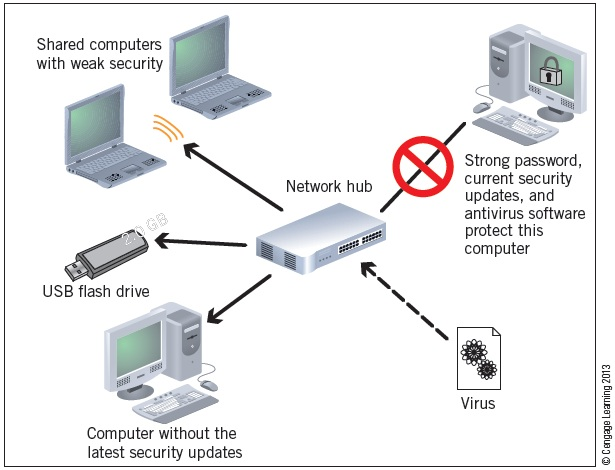 Shared computers
with weak security
Network hub
Strong password,
current security
updates, and
antivirus software
protect this
computer
2.0 GB
USB flash drive
Virus
Computer without the
latest security updates
© Cengage Learning 2013